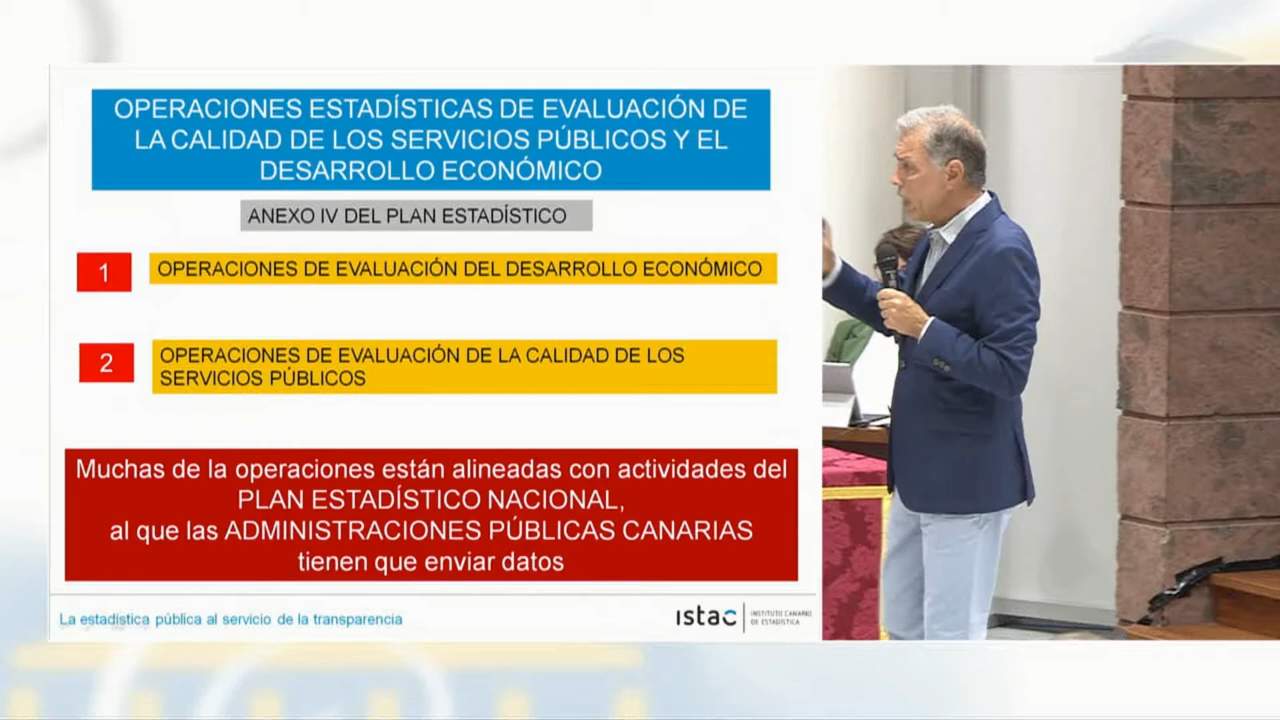 OPERACIONES ESTADÍSTICAS DE EVALUACIÓN DE
LA CALIDAD DE LOS SERVICIOS PÚBLICOS Y EL
DESARROLLO ECONÓMICO
ANEXO IV DEL PLAN ESTADÍSTICO
1
OPERACIONES DE EVALUACIÓN DEL DESARROLLO ECONÓMICO
2
OPERACIONES DE EVALUACIÓN DE LA CALIDAD DE LOS
SERVICIOS PÚBLICOS
Muchas de la operaciones están alineadas con actividades del
PLAN ESTADÍSTICO NACIONAL,
al que las ADMINISTRACIONES PÚBLICAS CANARIAS
tienen que enviar datos
La estadística pública al servicio de la transparencia
istac
INSTITUTO CANARIO
DE ESTADÍSTICA